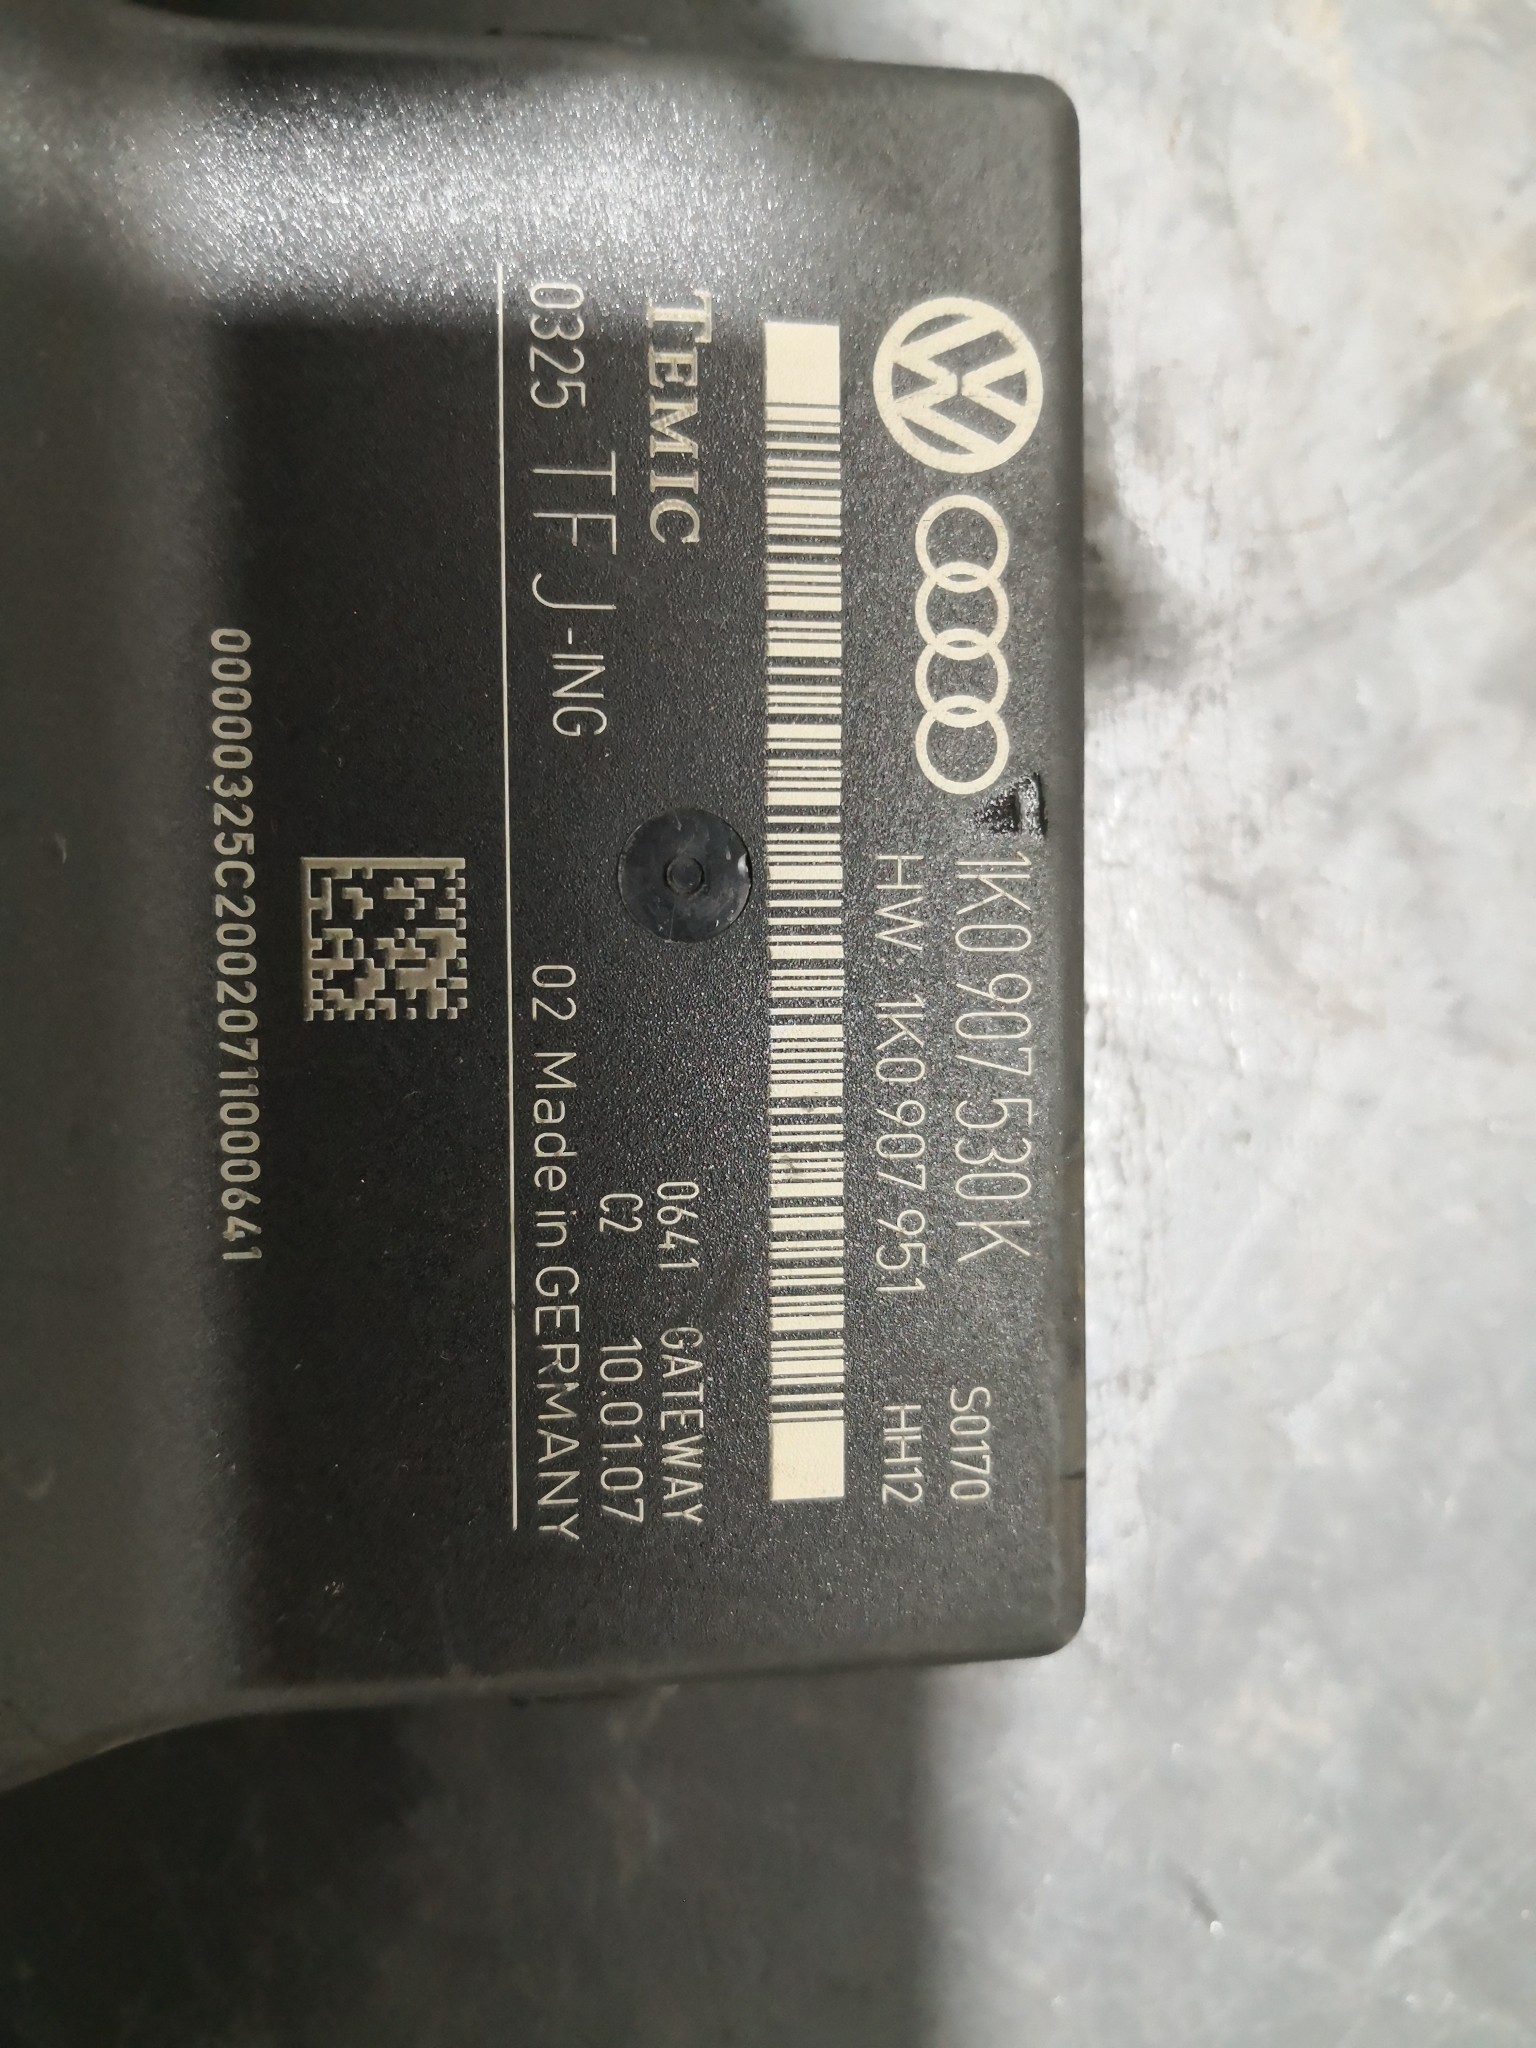 1K0 907 530 K S0170
HW: 1K0 907 951 HH12
TEMIC 0641 GATEWAY
C2 10.01.07
0325 TFJ-ING 02 Made in GERMANY
00000325C20020711000641